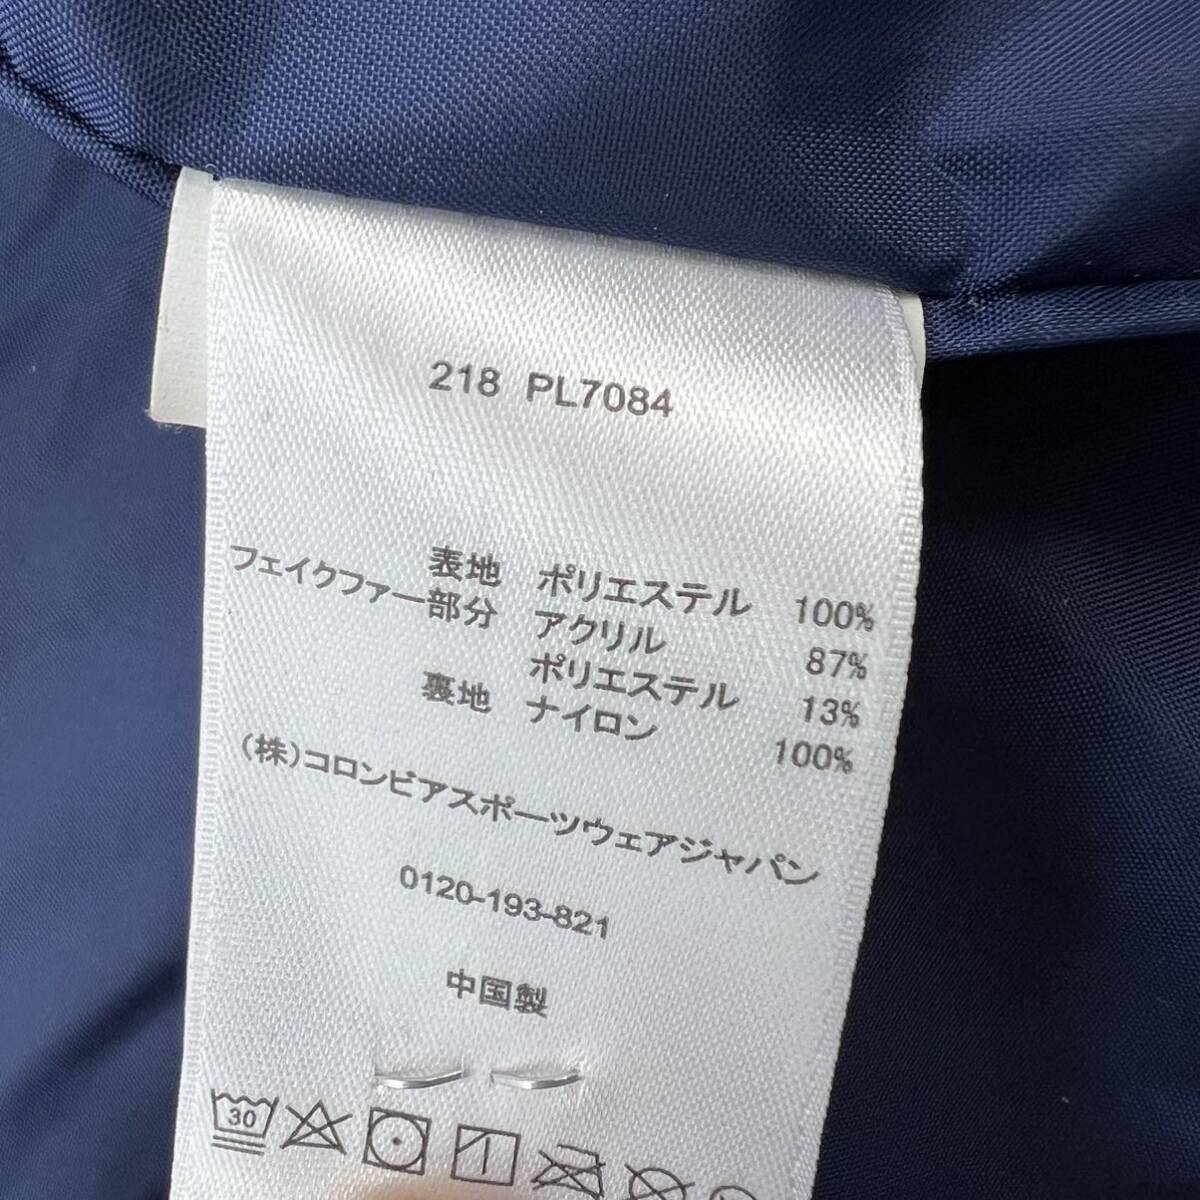 218 PL7084
表地 ポリエステル 100%
フェイクファー部分 アクリル 87%
ポリエステル 13%
裏地 ナイロン 100%
(株)コロンビアスポーツウェアジャパン
0120-193-821
中国製
30